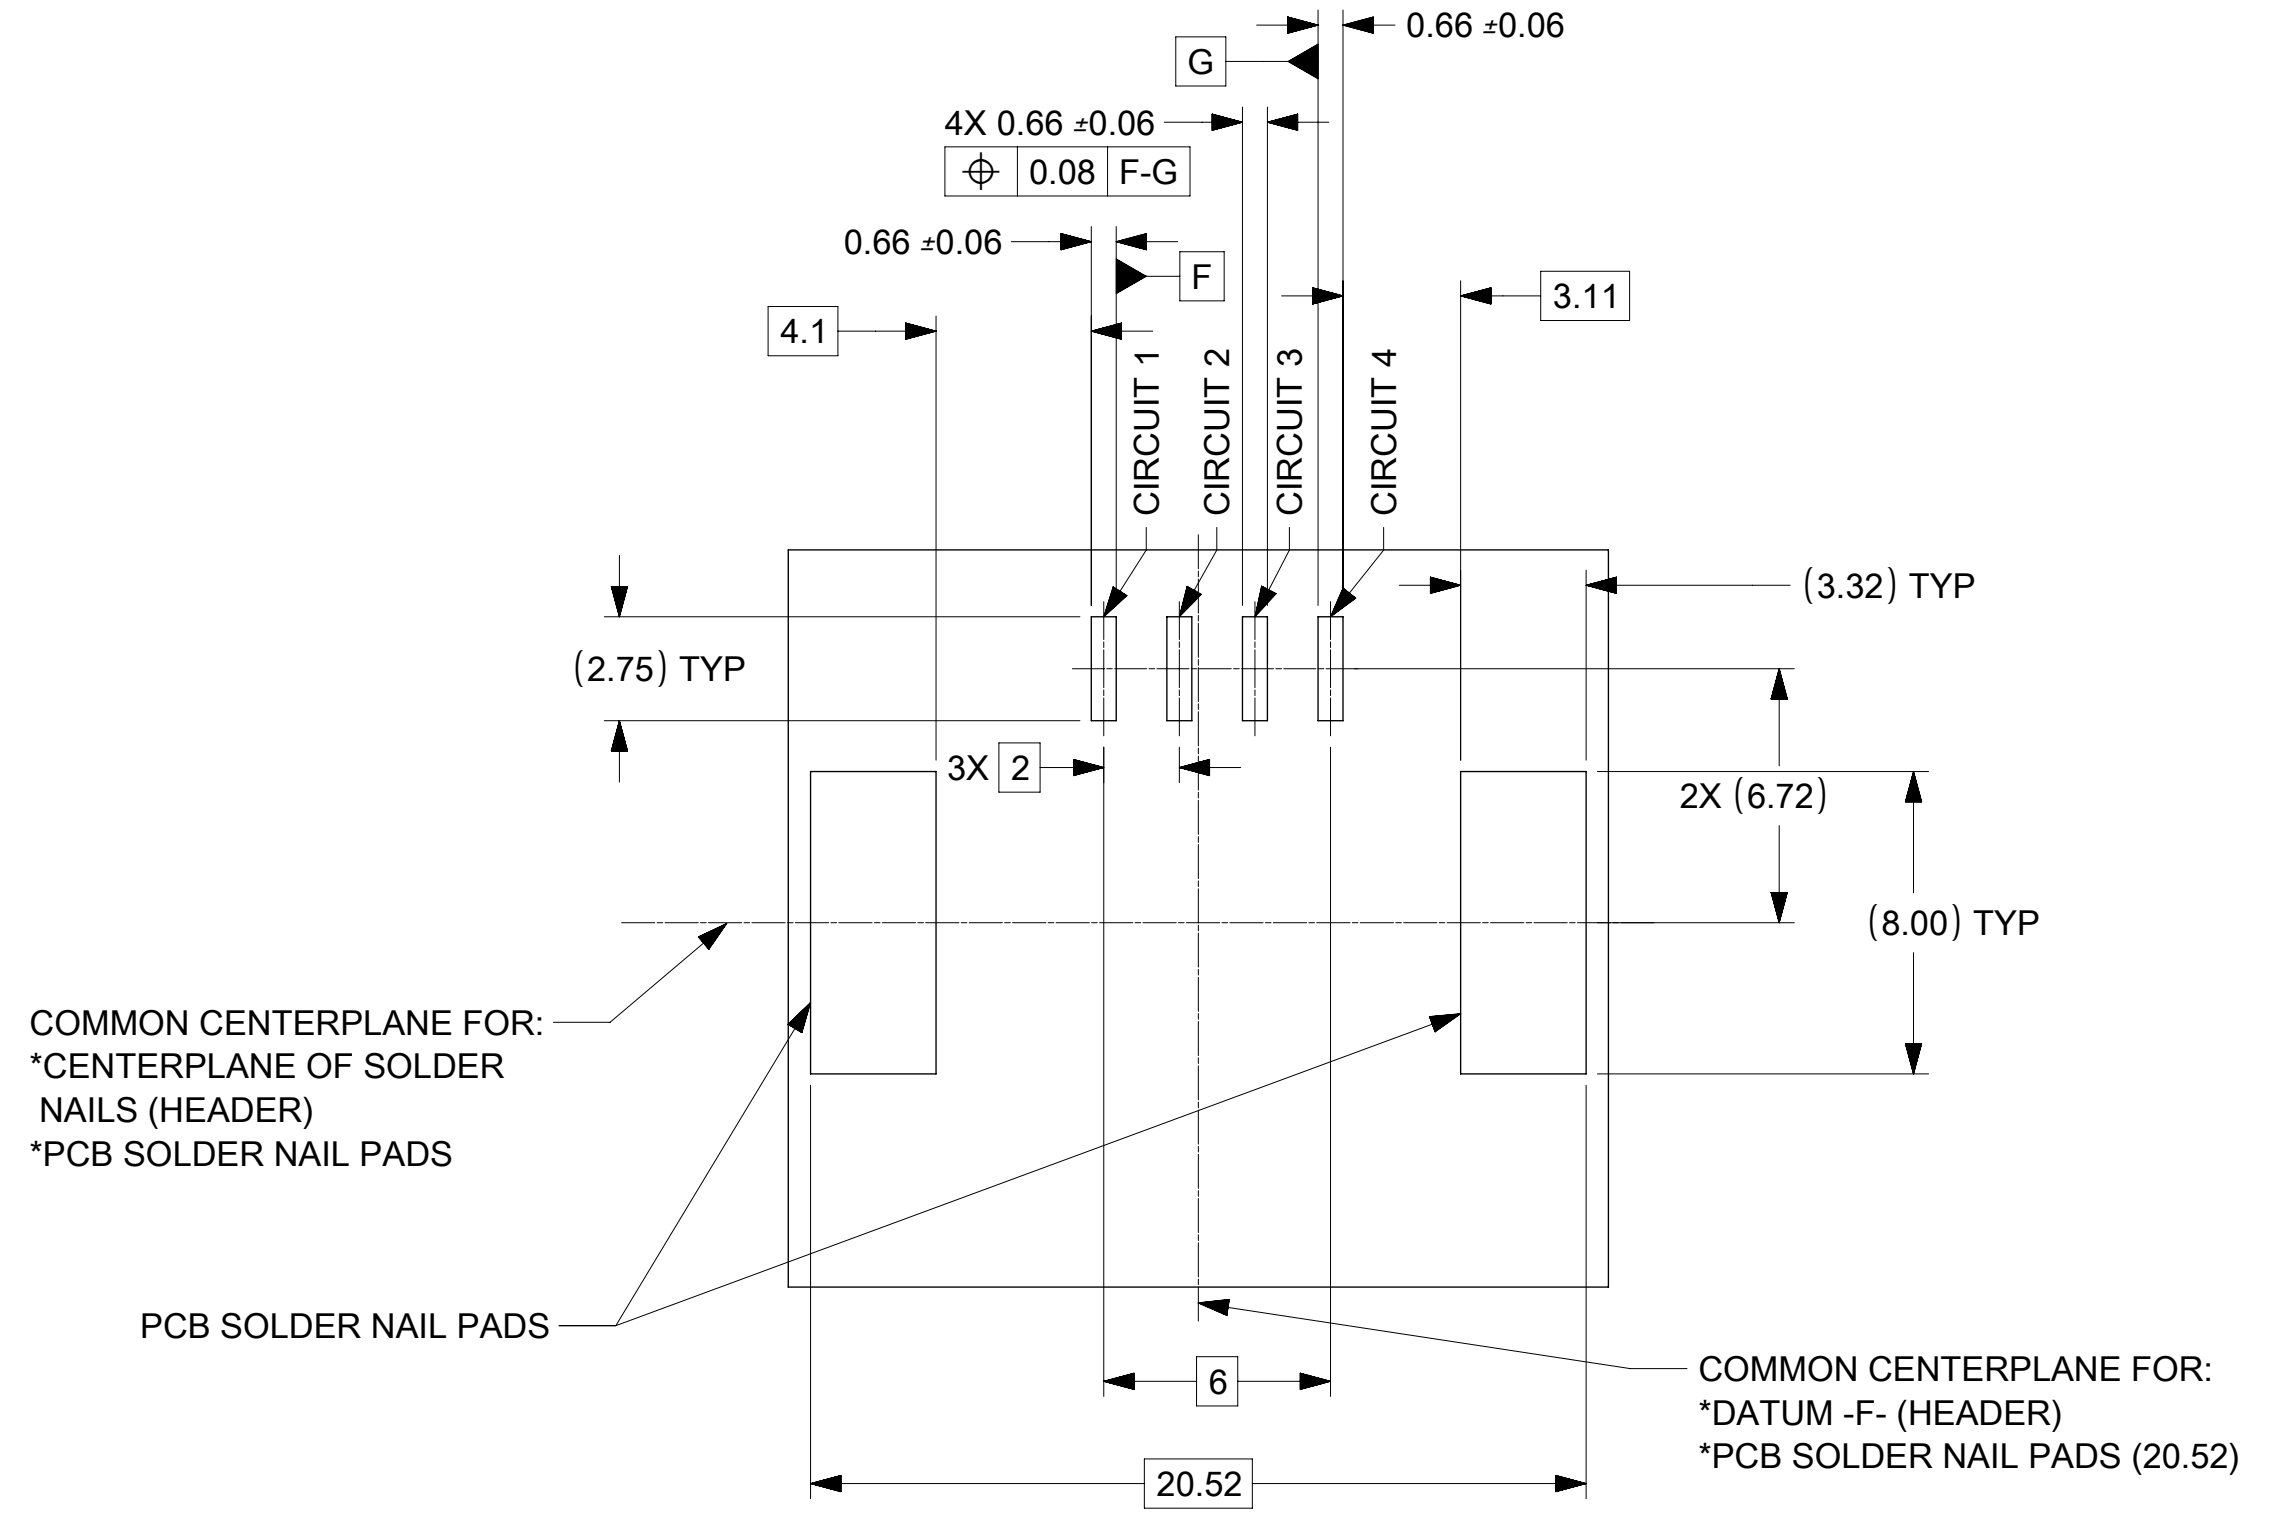 0.66 ±0.06
G
4X 0.66 ±0.06
⌖ 0.08 F-G
0.66 ±0.06
F
3.11
4.1
CIRCUIT 1
CIRCUIT 2
CIRCUIT 3
CIRCUIT 4
(3.32) TYP
(2.75) TYP
3X 2
2X (6.72)
(8.00) TYP
COMMON CENTERPLANE FOR:
*CENTERPLANE OF SOLDER
NAILS (HEADER)
*PCB SOLDER NAIL PADS
PCB SOLDER NAIL PADS
6
COMMON CENTERPLANE FOR:
*DATUM -F- (HEADER)
*PCB SOLDER NAIL PADS (20.52)
20.52